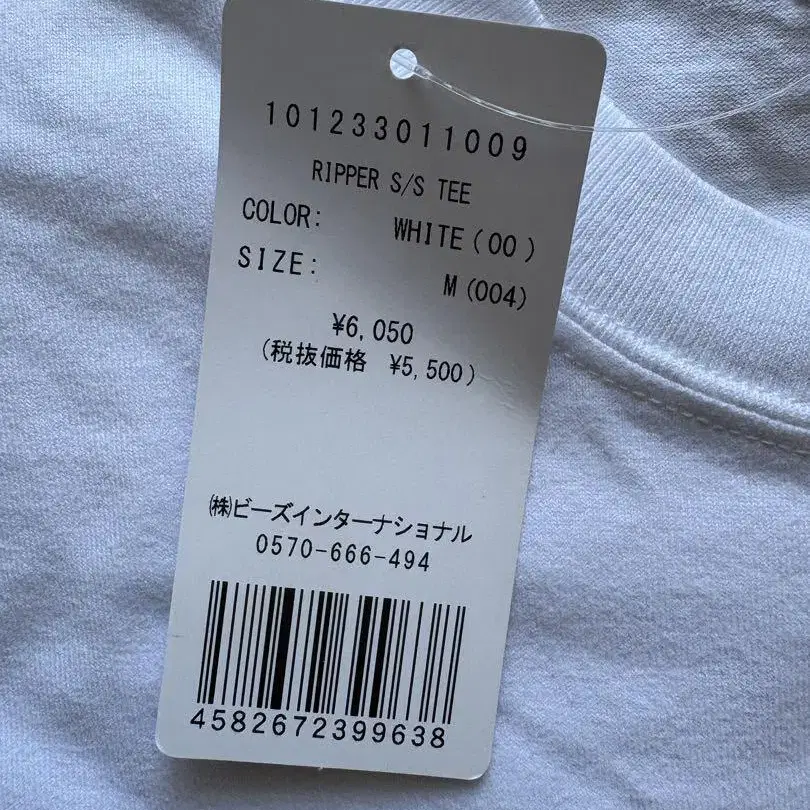 101233011009
RIPPER S/S TEE
COLOR: WHITE(00)
SIZE: M(004)
¥6,050
(税抜価格 ¥5,500)
㈱ビーズインターナショナル
0570-666-494
4582672399638